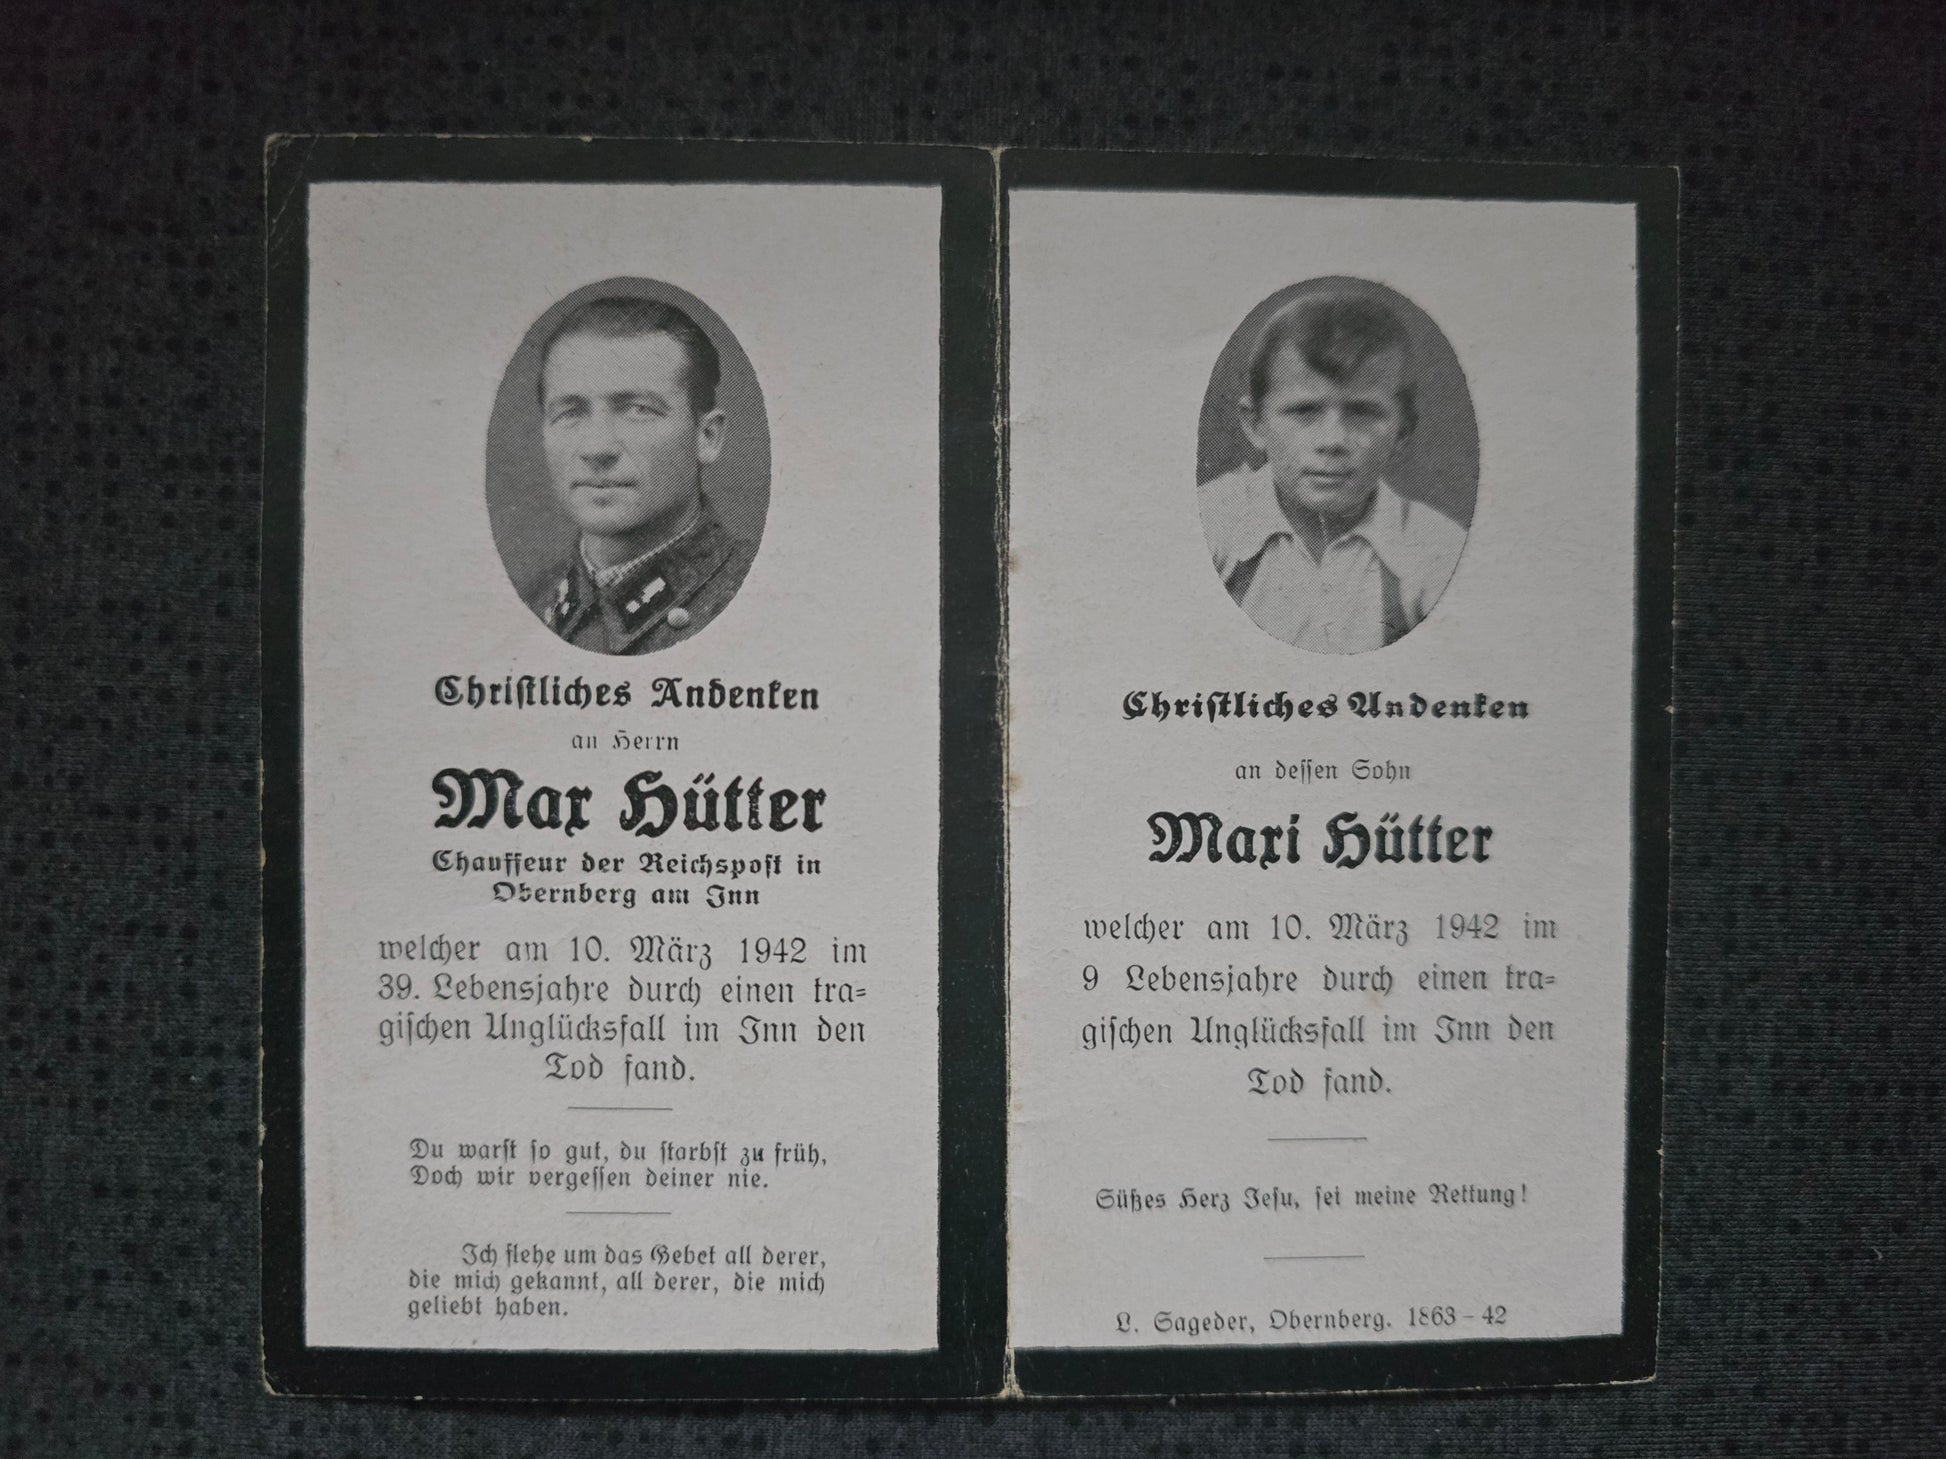 Christliches Andenken
an Herrn
Max Hütter
Chauffeur der Reichspost in
Obernberg am Inn
welcher am 10. März 1942 im
39. Lebensjahre durch einen tra-
gischen Unglücksfall im Inn den
Tod fand.
Du warst so gut, du starbst zu früh,
Doch wir vergessen deiner nie.
Ich flehe um das Gebet all derer,
die mich gekannt, all derer, die mich
geliebt haben.
Christliches Andenken
an dessen Sohn
Maxi Hütter
welcher am 10. März 1942 im
9 Lebensjahre durch einen tra-
gischen Unglücksfall im Inn den
Tod fand.
Süßes Herz Jesu, sei meine Rettung!
L. Sageder, Obernberg. 1863-42